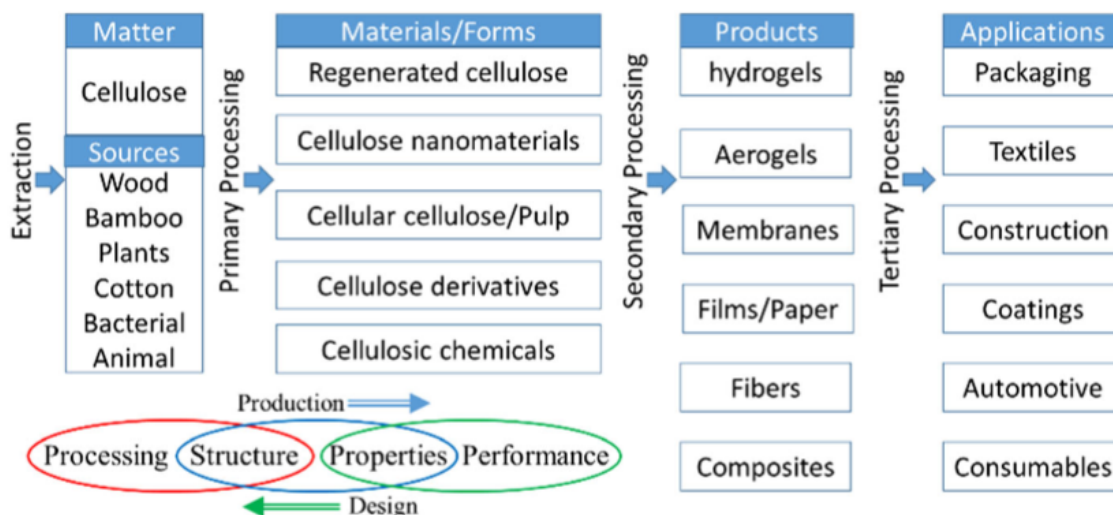 Extraction
Matter
Cellulose
Sources
Wood
Bamboo
Plants
Cotton
Bacterial
Animal
Primary Processing
Materials/Forms
Regenerated cellulose
Cellulose nanomaterials
Cellular cellulose/Pulp
Cellulose derivatives
Cellulosic chemicals
Secondary Processing
Products
hydrogels
Aerogels
Membranes
Films/Paper
Fibers
Composites
Tertiary Processing
Applications
Packaging
Textiles
Construction
Coatings
Automotive
Consumables
Production
Processing Structure Properties Performance
Design